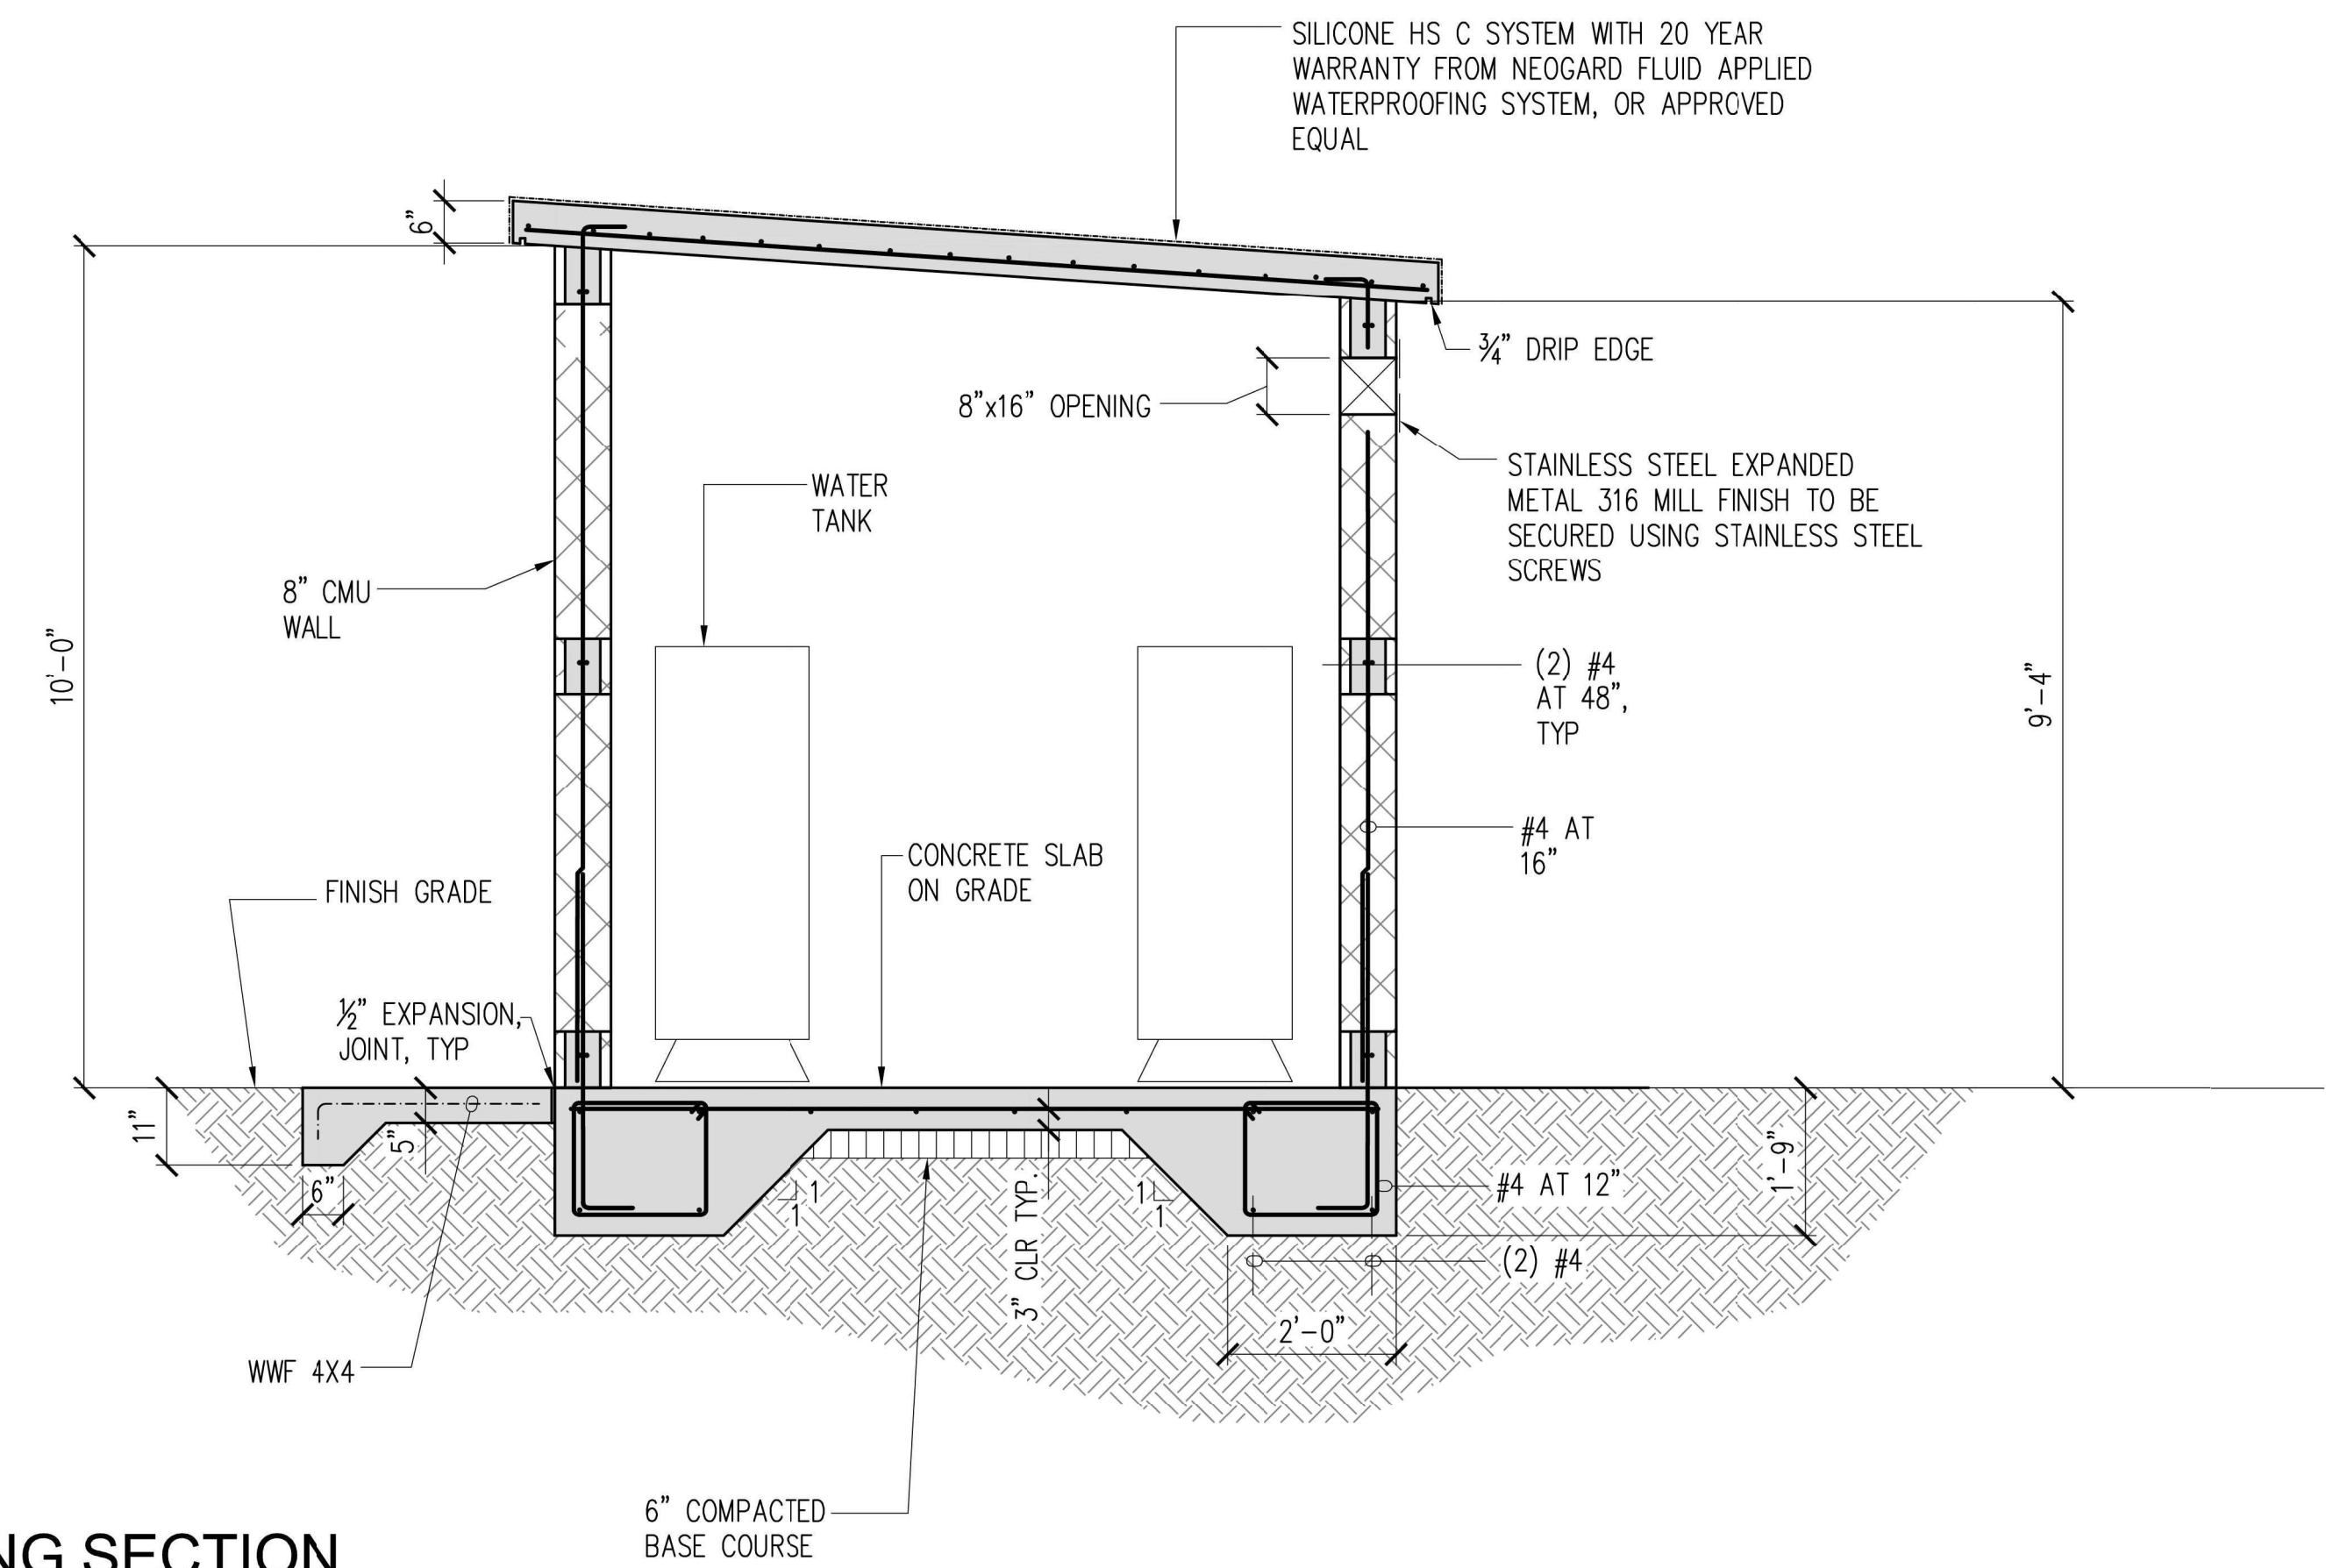 SILICONE HS C SYSTEM WITH 20 YEAR
WARRANTY FROM NEOGARD FLUID APPLIED
WATERPROOFING SYSTEM, OR APPROVED
EQUAL
6"
¾" DRIP EDGE
8"x16" OPENING
STAINLESS STEEL EXPANDED
METAL 316 MILL FINISH TO BE
SECURED USING STAINLESS STEEL
SCREWS
WATER
TANK
8" CMU
WALL
10'-0"
(2) #4
AT 48",
TYP
9'-4"
#4 AT
16"
CONCRETE SLAB
ON GRADE
FINISH GRADE
½" EXPANSION,
JOINT, TYP
11"
5"
6"
1
1
1
1
3" CLR TYP.
#4 AT 12"
1'-9"
(2) #4
2'-0"
WWF 4X4
6" COMPACTED
BASE COURSE
NG SECTION